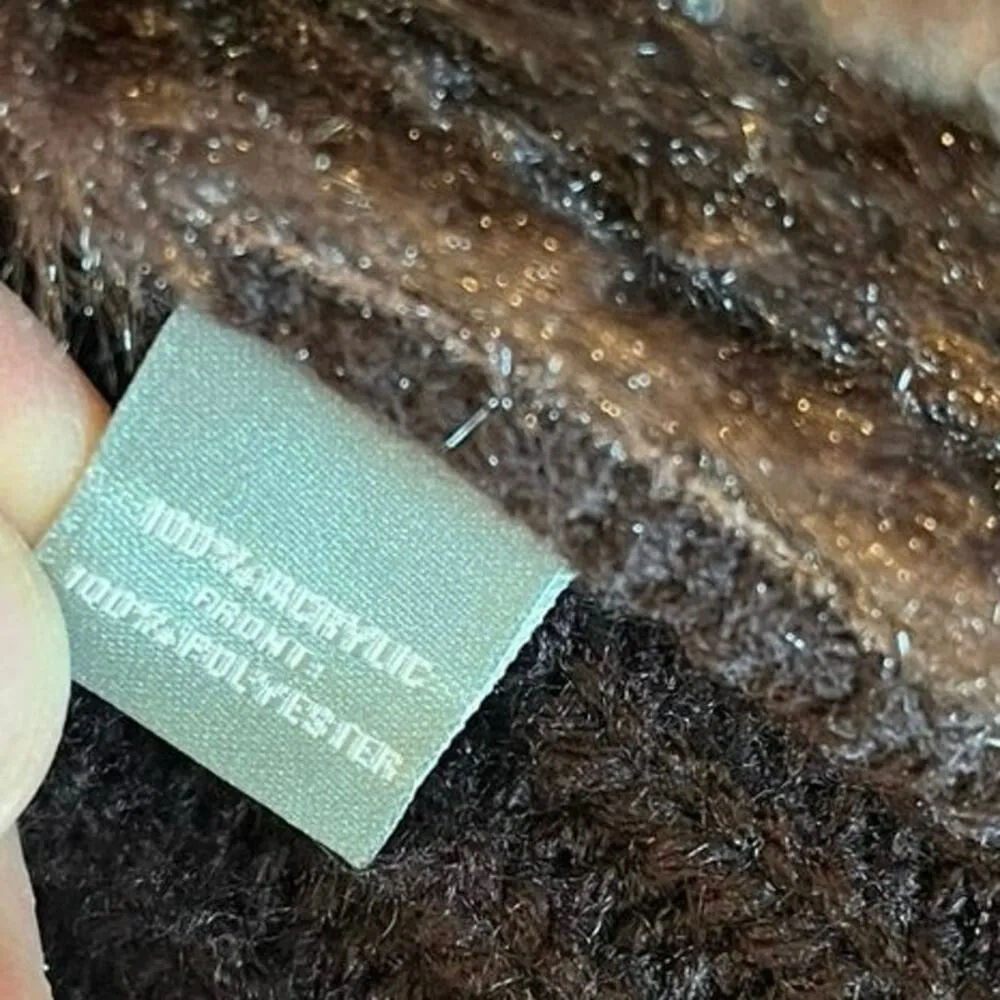 100% ACRYLIC
FRONT:
100% POLYESTER